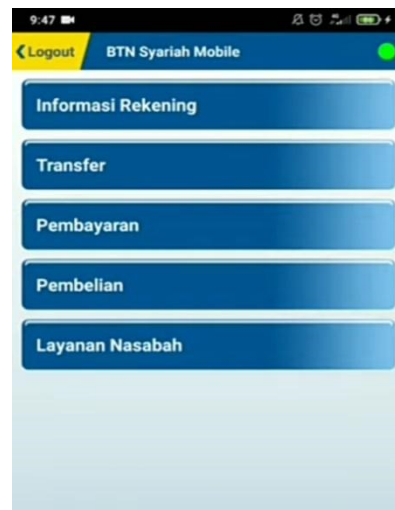 9:47
Logout BTN Syariah Mobile
Informasi Rekening
Transfer
Pembayaran
Pembelian
Layanan Nasabah